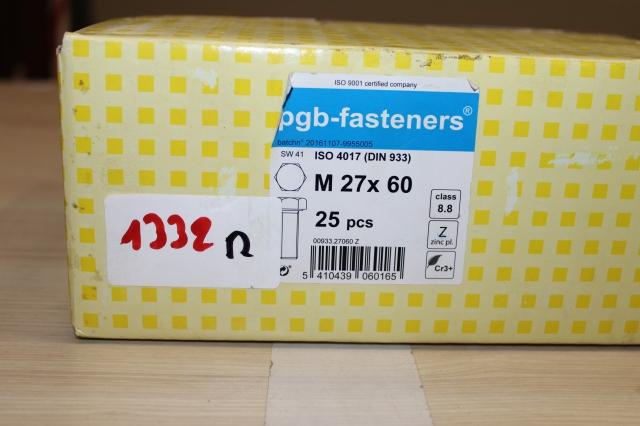 ISO 9001 certified company
pgb-fasteners®
batchn° 20161107-9955005
SW 41 ISO 4017 (DIN 933)
M 27x 60
25 pcs
class
8.8
Z
zinc pl.
Cr3+
00933.27060 Z
5 410439 060165
1332